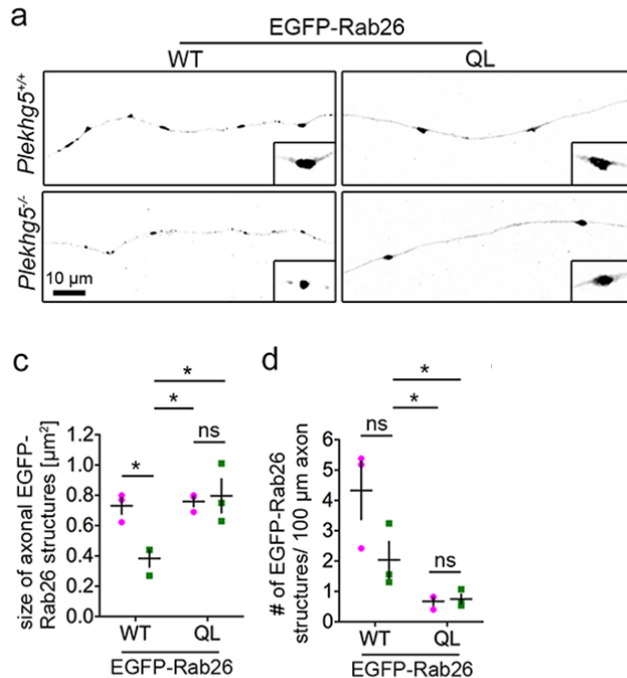 a
EGFP-Rab26
WT QL
Plekhg5+/+
Plekhg5-/-
10 µm
c
size of axonal EGFP-
Rab26 structures [µm²]
1.2
1.0
0.8
0.6
0.4
0.2
0.0
*
*
*
ns
WT QL
EGFP-Rab26
d
# of EGFP-Rab26
structures/ 100 µm axon
6
5
4
3
2
1
0
*
*
ns
ns
WT QL
EGFP-Rab26